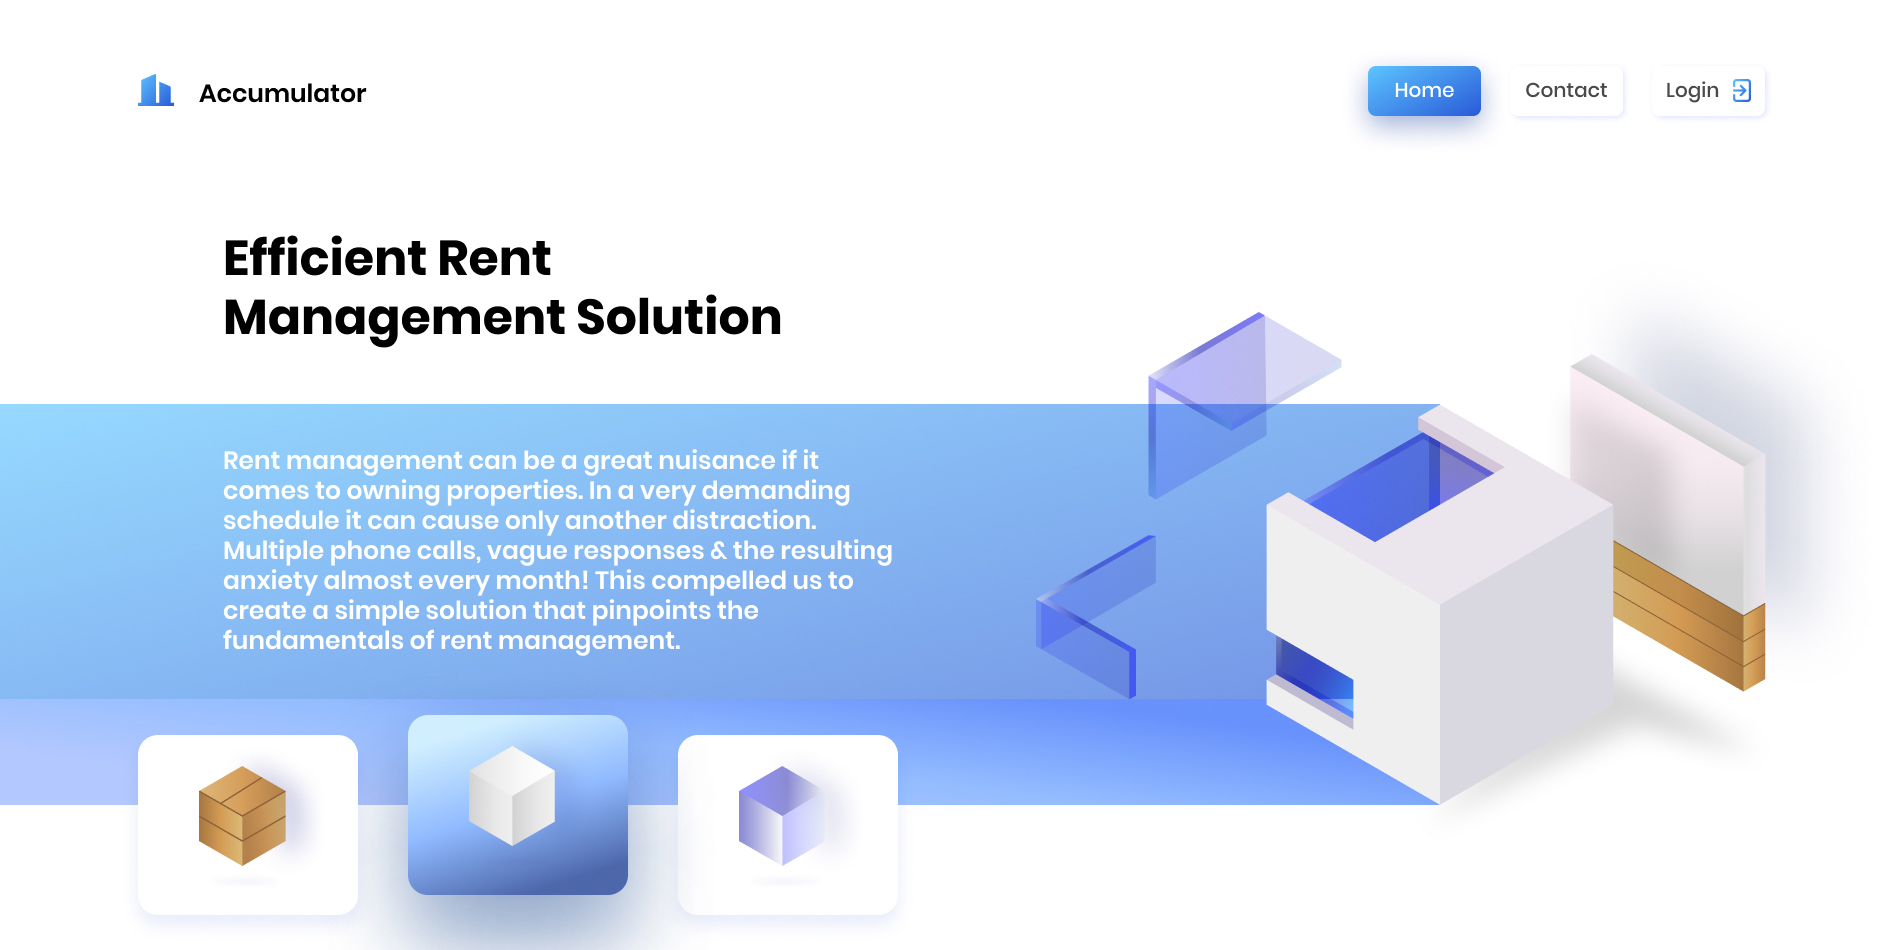 Accumulator
Home
Contact
Login
Efficient Rent
Management Solution
Rent management can be a great nuisance if it
comes to owning properties. In a very demanding
schedule it can cause only another distraction.
Multiple phone calls, vague responses & the resulting
anxiety almost every month! This compelled us to
create a simple solution that pinpoints the
fundamentals of rent management.